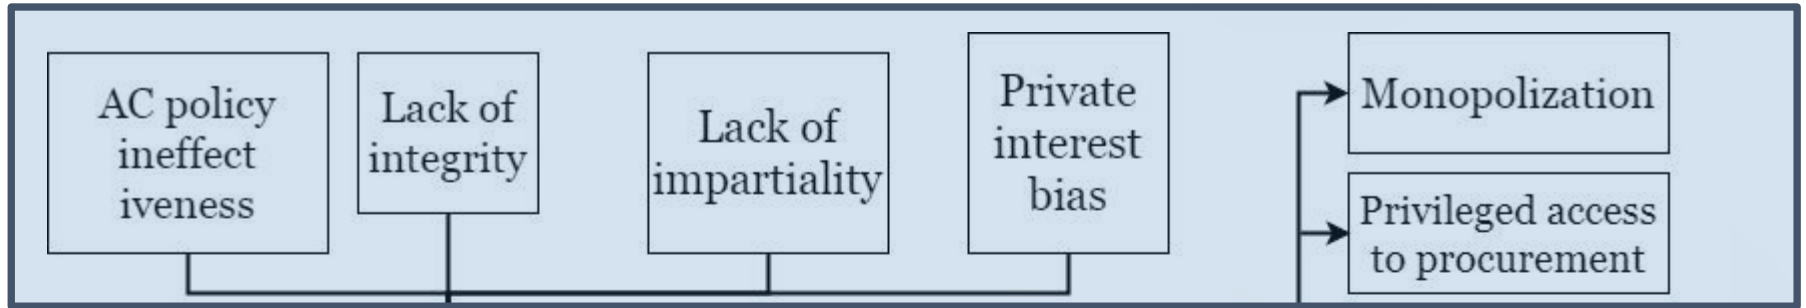 AC policy
ineffect
iveness
Lack of
integrity
Lack of
impartiality
Private
interest
bias
Monopolization
Privileged access
to procurement